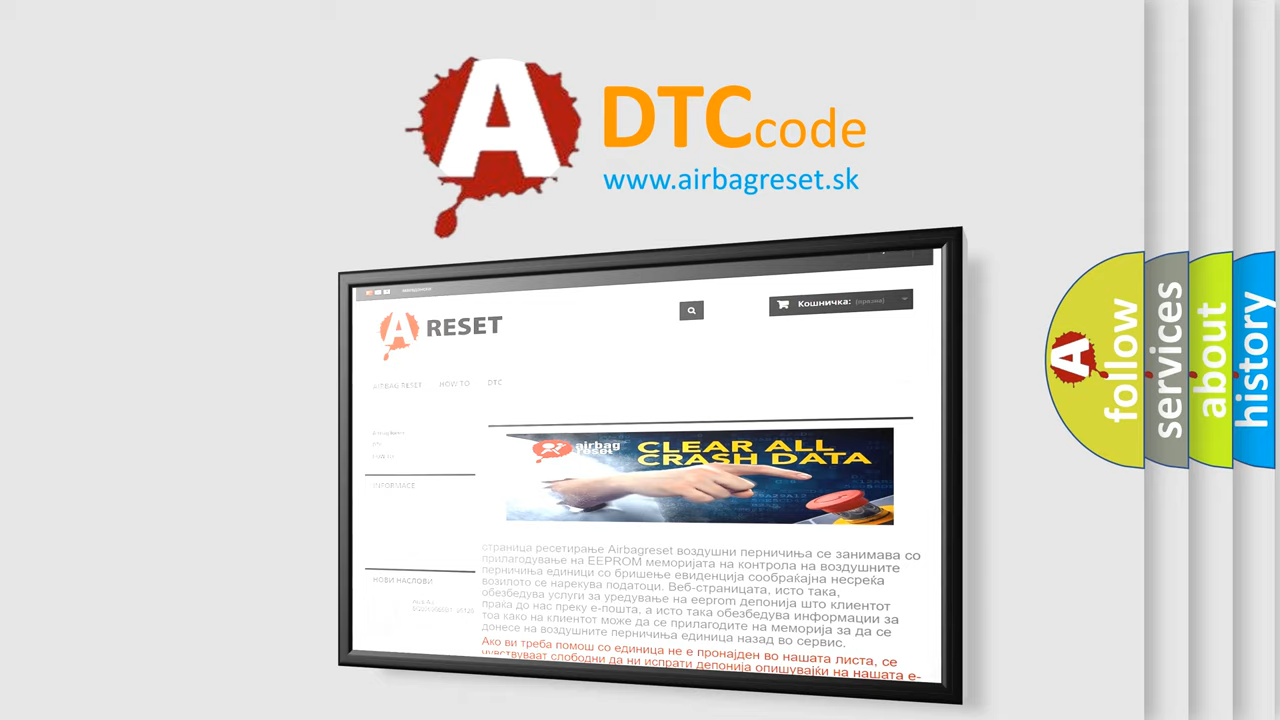 A
DTCcode
www.airbagreset.sk
A RESET
Кошничка: (празна)
AIRBAG RESET HOW TO DTC
INFORMACE
airbag
reset
CLEAR ALL
CRASH DATA
страница ресетирање Airbagreset воздушни перничиња се занимава со
прилагодување на EEPROM меморијата на контрола на воздушните
перничиња единици со бришење евиденција сообраќајна несреќа
возилото се нарекува податоци. Веб-страницата, исто така,
обезбедува услуги за уредување на eeprom депонија што клиентот
праќа до нас преку е-пошта, а исто така обезбедува информации за
тоа како на клиентот може да се прилагодите на меморија за да се
донесе на воздушните перничиња единица назад во сервис.
Ако ви треба помош со единица не е пронајден во нашата листа, се
чувствуваат слободни да ни испрати депонија опишувајќи на нашата е-
НОВИ НАСЛОВИ
A
follow
services
about
history